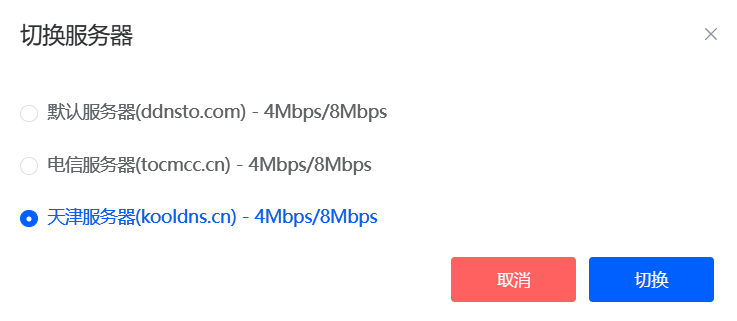 切换服务器
默认服务器(ddnsto.com) - 4Mbps/8Mbps
电信服务器(tocmcc.cn) - 4Mbps/8Mbps
天津服务器(kooldns.cn) - 4Mbps/8Mbps
取消 切换